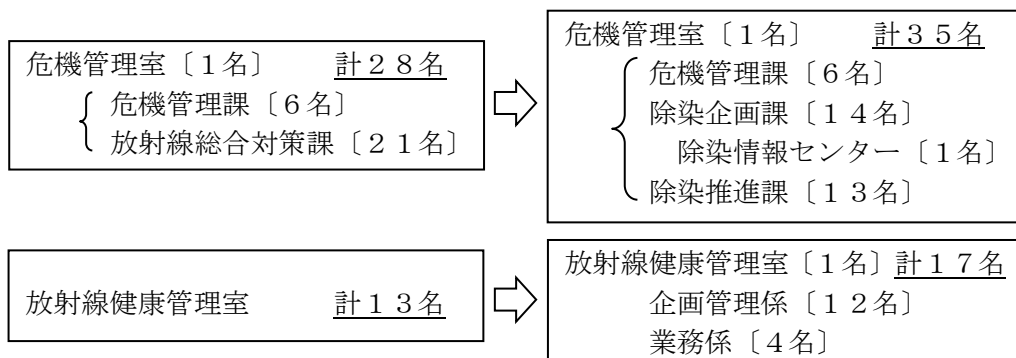 危機管理室〔1名〕 計28名
危機管理課〔6名〕
放射線総合対策課〔21名〕
危機管理室〔1名〕 計35名
危機管理課〔6名〕
除染企画課〔14名〕
除染情報センター〔1名〕
除染推進課〔13名〕
放射線健康管理室 計13名
放射線健康管理室〔1名〕計17名
企画管理係〔12名〕
業務係〔4名〕